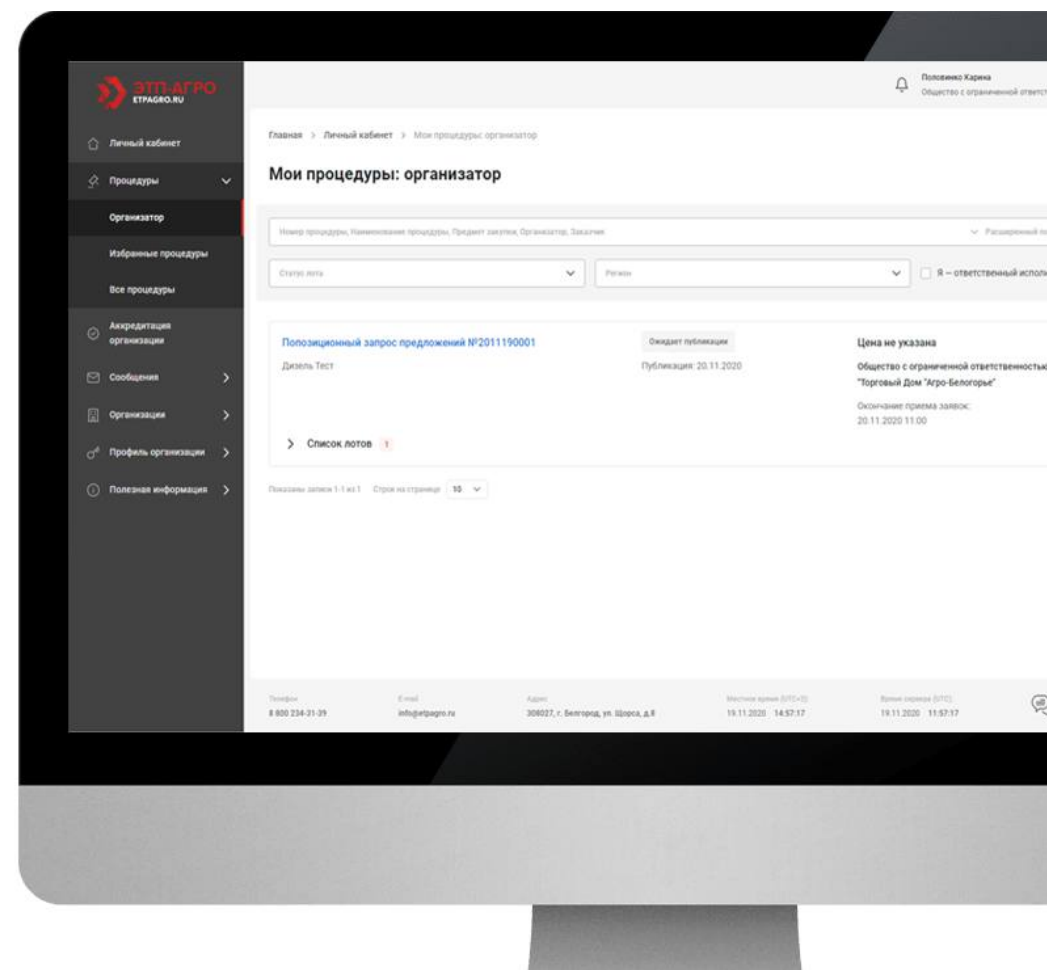 ЭТП-АГРО
ETPAGRO.RU
Личный кабинет
Процедуры
Организатор
Избранные процедуры
Все процедуры
Аккредитация
организации
Сообщения
Организации
Профиль организации
Полезная информация
Половинко Карина
Общество с ограниченной ответст
Главная > Личный кабинет > Мои процедуры: организатор
Мои процедуры: организатор
Номер процедуры, Наименование процедуры, Предмет закупки, Организатор, Заказчик
Расширенный по
Статус лота
Регион
Я – ответственный исполн
Попозиционный запрос предложений №2011190001
Ожидает публикации
Цена не указана
Дизель Тест
Публикация: 20.11.2020
Общество с ограниченной ответственностью
"Торговый Дом "Агро-Белогорье"
Окончание приема заявок:
20.11.2020 11:00
Список лотов 1
Показаны записи 1-1 из 1 Строк на странице 10
Телефон
8 800 234-31-39
E-mail
info@etpagro.ru
Адрес
308027, г. Белгород, ул. Щорса, д.8
Местное время (UTC+3)
19.11.2020 14:57:17
Время сервера (UTC)
19.11.2020 11:57:17